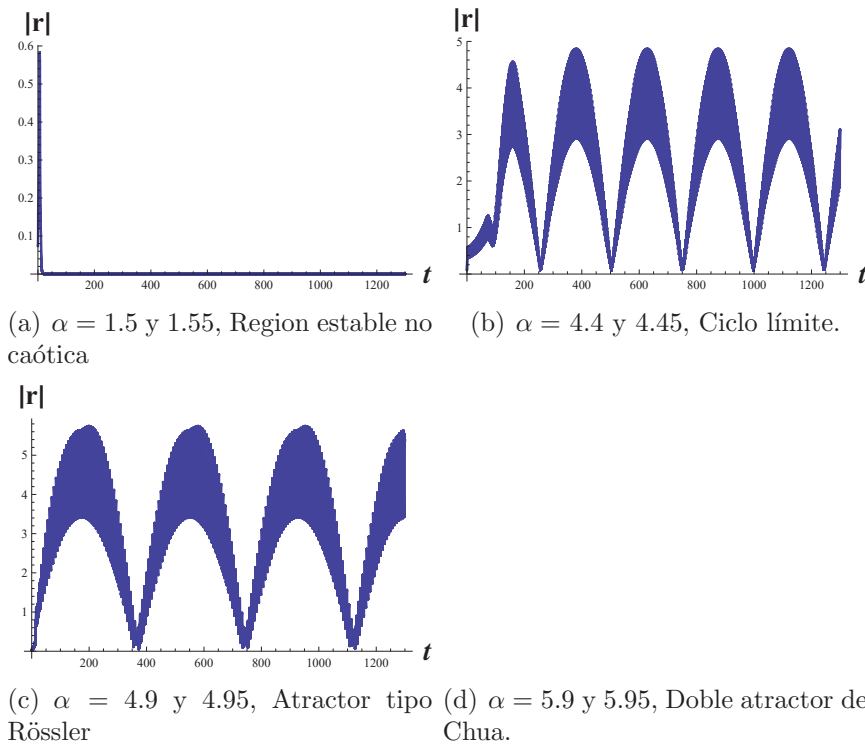 |r|
0.6
0.5
0.4
0.3
0.2
0.1
200 400 600 800 1000 1200 t
(a) α = 1.5 y 1.55, Region estable no
caótica
|r|
5
4
3
2
1
200 400 600 800 1000 1200 t
(b) α = 4.4 y 4.45, Ciclo límite.
|r|
5
4
3
2
1
200 400 600 800 1000 1200 t
(c) α = 4.9 y 4.95, Atractor tipo
Rössler
(d) α = 5.9 y 5.95, Doble atractor de
Chua.